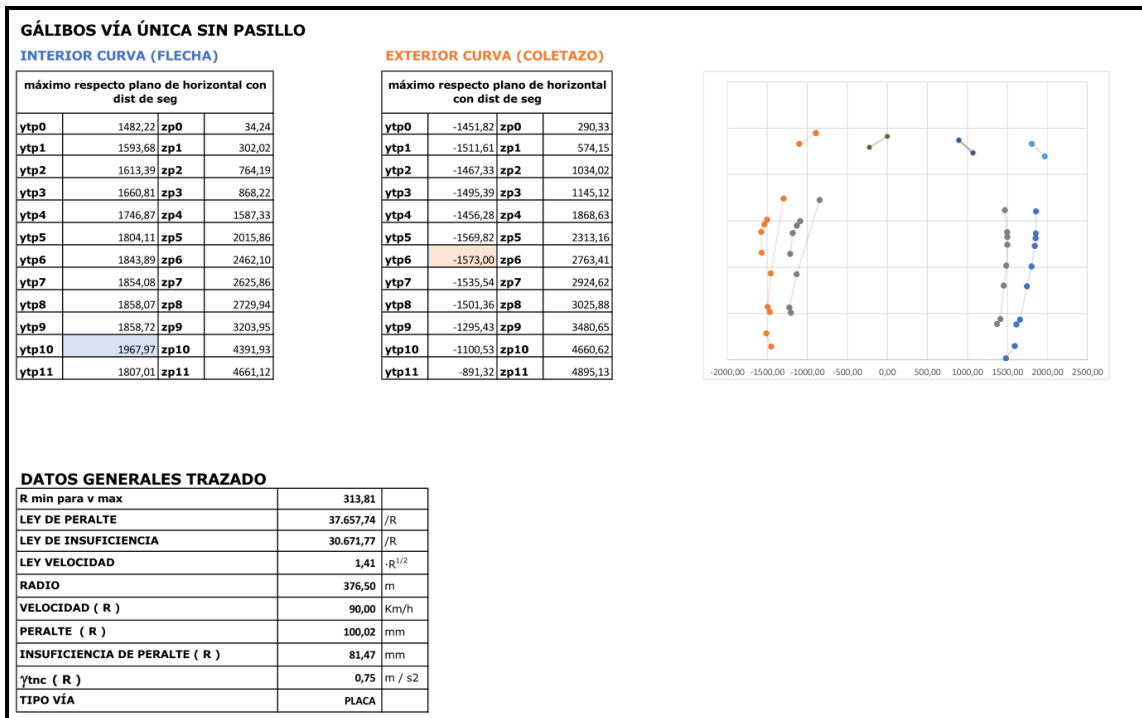 GÁLIBOS VÍA ÚNICA SIN PASILLO
INTERIOR CURVA (FLECHA)
máximo respecto plano de horizontal con
dist de seg
ytp0 1482,22 zp0 34,24
ytp1 1593,68 zp1 302,02
ytp2 1613,39 zp2 764,19
ytp3 1660,81 zp3 868,22
ytp4 1746,87 zp4 1587,33
ytp5 1804,11 zp5 2015,86
ytp6 1843,89 zp6 2462,10
ytp7 1854,08 zp7 2625,86
ytp8 1858,07 zp8 2729,94
ytp9 1858,72 zp9 3203,95
ytp10 1967,97 zp10 4391,93
ytp11 1807,01 zp11 4661,12
EXTERIOR CURVA (COLETAZO)
máximo respecto plano de horizontal
con dist de seg
ytp0 -1451,82 zp0 290,33
ytp1 -1511,61 zp1 574,15
ytp2 -1467,33 zp2 1034,02
ytp3 -1495,39 zp3 1145,12
ytp4 -1456,28 zp4 1868,63
ytp5 -1569,82 zp5 2313,16
ytp6 -1573,00 zp6 2763,41
ytp7 -1535,54 zp7 2924,62
ytp8 -1501,36 zp8 3025,88
ytp9 -1295,43 zp9 3480,65
ytp10 -1100,53 zp10 4660,62
ytp11 -891,32 zp11 4895,13
-2000,00 -1500,00 -1000,00 -500,00 0,00 500,00 1000,00 1500,00 2000,00 2500,00
DATOS GENERALES TRAZADO
R min para v max 313,81
LEY DE PERALTE 37.657,74 /R
LEY DE INSUFICIENCIA 30.671,77 /R
LEY VELOCIDAD 1,41 ·R^1/2
RADIO 376,50 m
VELOCIDAD ( R ) 90,00 Km/h
PERALTE ( R ) 100,02 mm
INSUFICIENCIA DE PERALTE ( R ) 81,47 mm
γtnc ( R ) 0,75 m / s2
TIPO VÍA PLACA